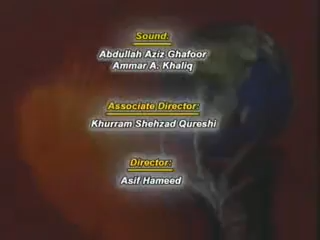 Sound:
Abdullah Aziz Ghafoor
Ammar A. Khaliq
Associate Director:
Khurram Shehzad Qureshi
Director:
Asif Hameed